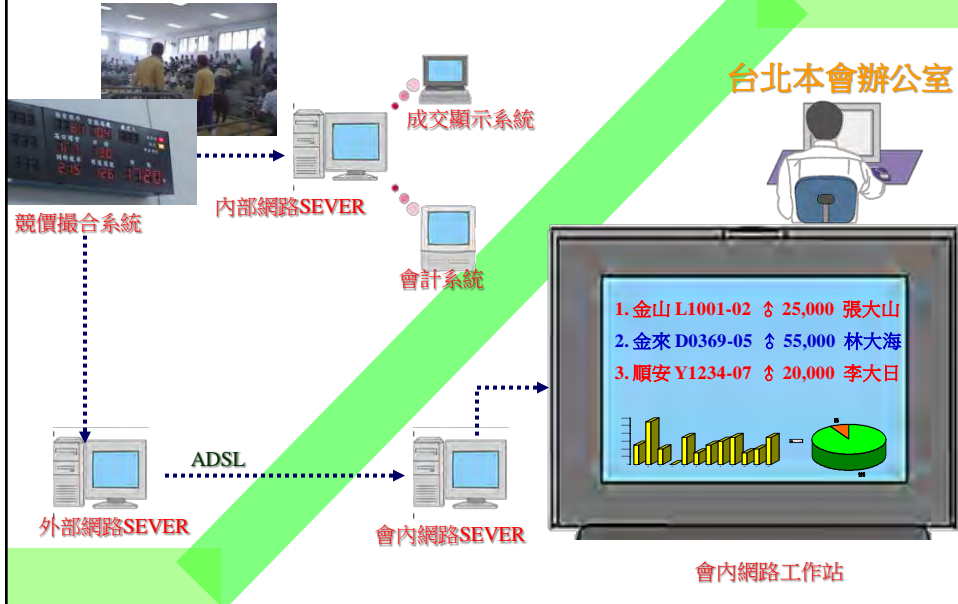 台北本會辦公室
成交顯示系統
內部網路SEVER
競價撮合系統
會計系統
1. 金山 L1001-02 ♂ 25,000 張大山
2. 金來 D0369-05 ♂ 55,000 林大海
3. 順安 Y1234-07 ♂ 20,000 李大日
ADSL
外部網路SEVER
會內網路SEVER
會內網路工作站